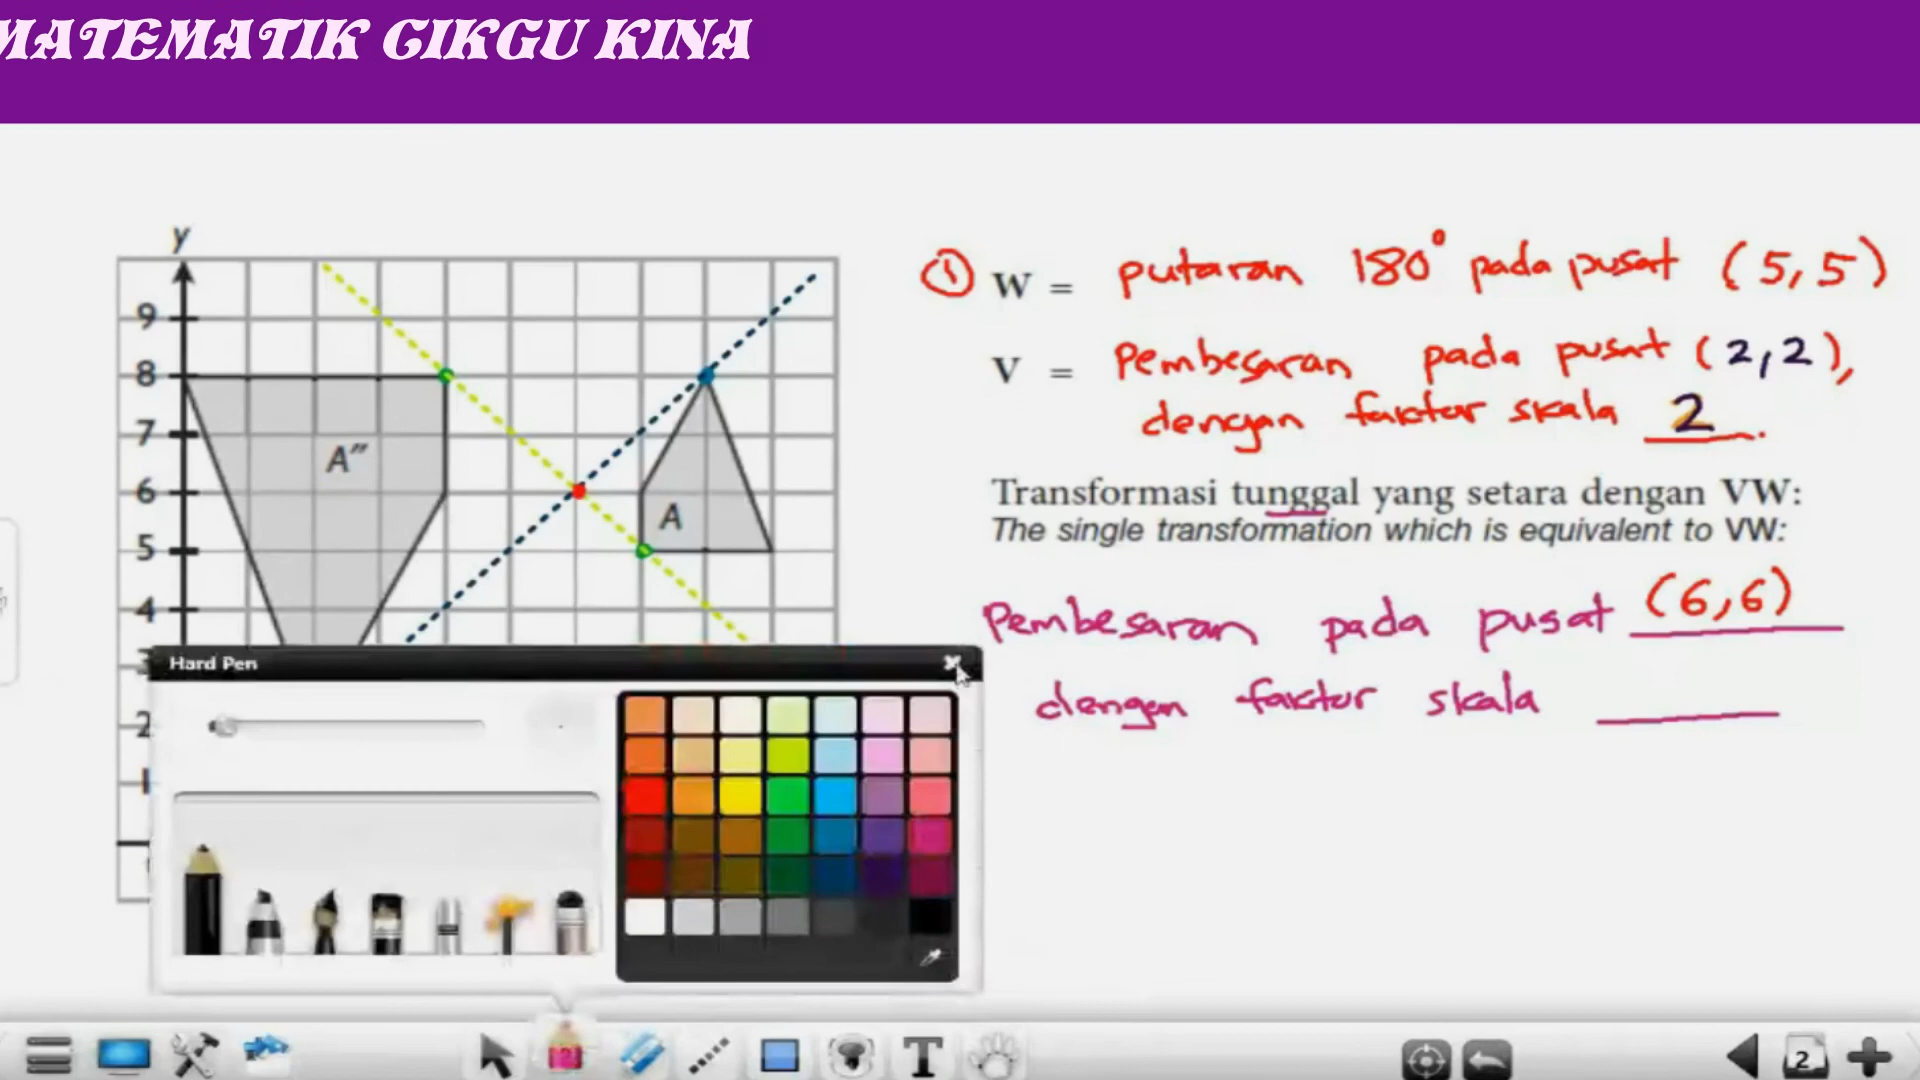 MATEMATIK CIKGU KINA
① W = putaran 180° pada pusat (5,5)
V = Pembesaran pada pusat (2,2),
dengan faktor skala 2.
Transformasi tunggal yang setara dengan VW:
The single transformation which is equivalent to VW:
Pembesaran pada pusat (6,6)
dengan faktor skala
y
9
8
7
6
5
4
2
1
A″
A
Hard Pen
T
2